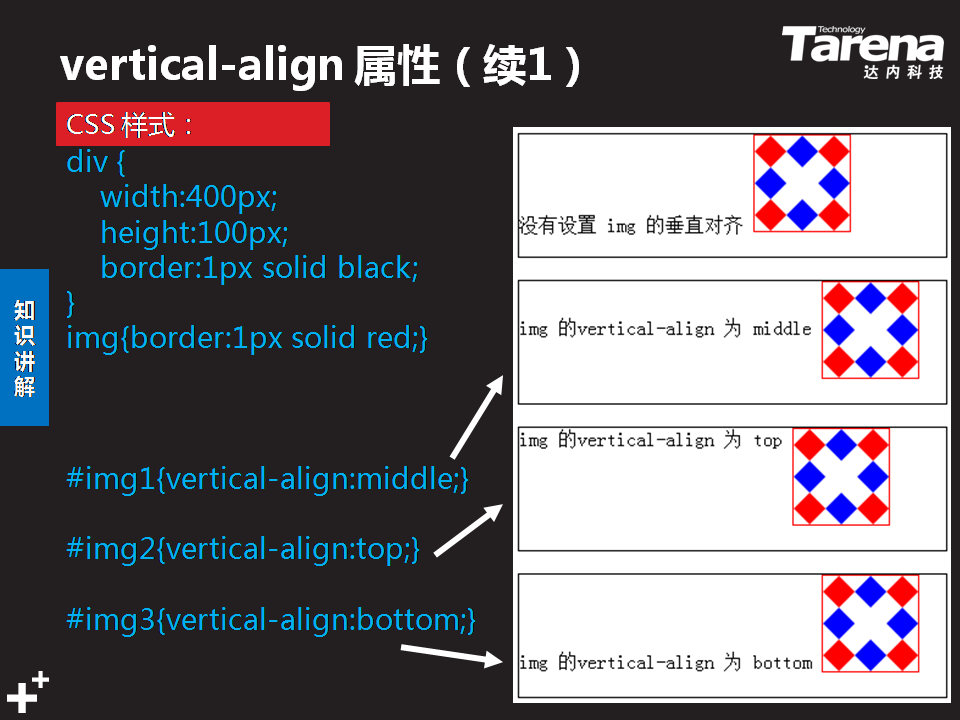 vertical-align 属性（续1）
Technology
Tarena
达内科技
CSS 样式：
div {
width:400px;
height:100px;
border:1px solid black;
}
img{border:1px solid red;}
#img1{vertical-align:middle;}
#img2{vertical-align:top;}
#img3{vertical-align:bottom;}
知识讲解
没有设置 img 的垂直对齐
img 的vertical-align 为 middle
img 的vertical-align 为 top
img 的vertical-align 为 bottom